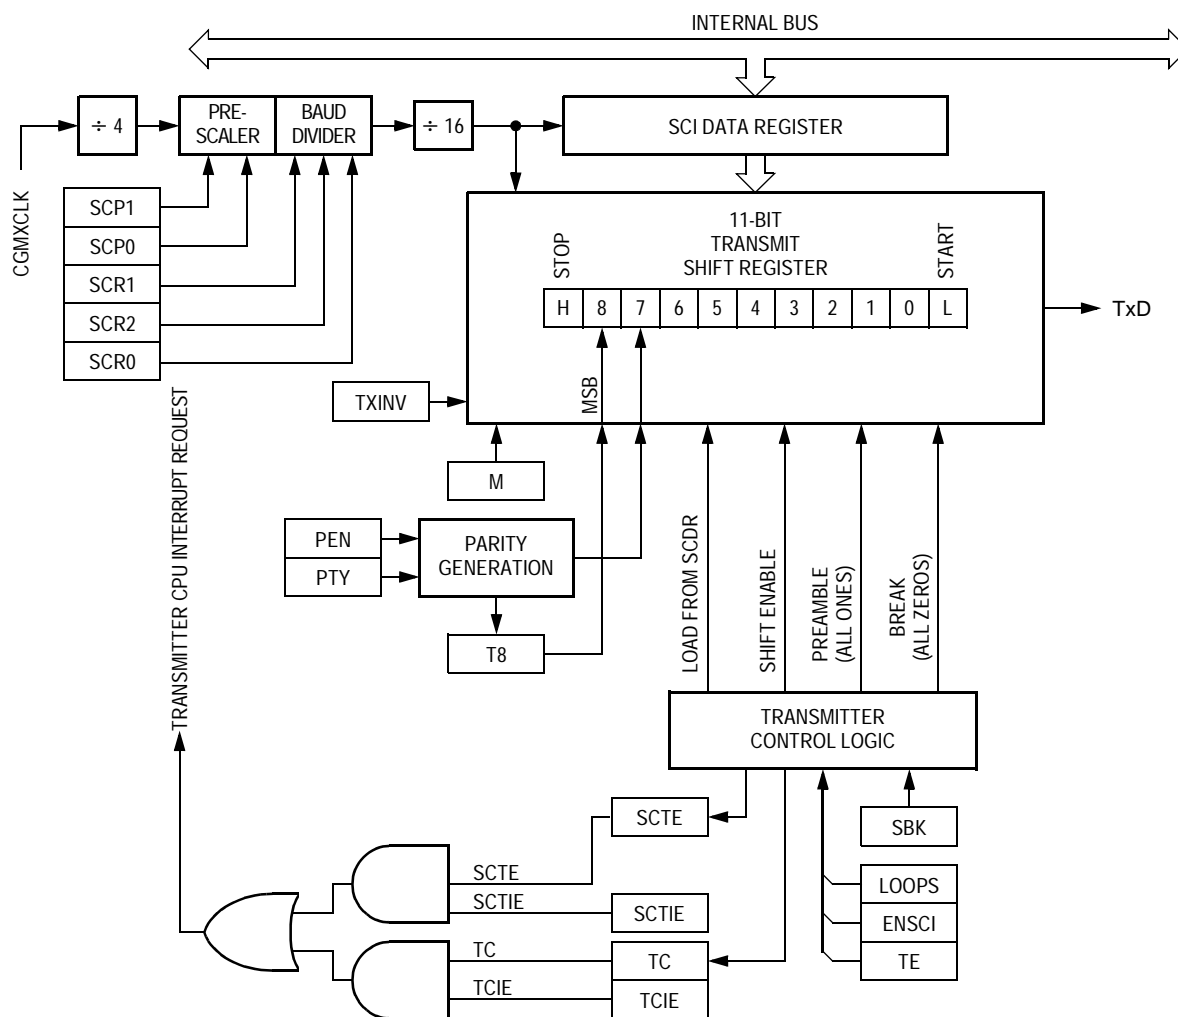 INTERNAL BUS
÷ 4
PRE-
SCALER
BAUD
DIVIDER
÷ 16
SCI DATA REGISTER
CGMXCLK
SCP1
SCP0
SCR1
SCR2
SCR0
11-BIT
TRANSMIT
SHIFT REGISTER
STOP
START
H 8 7 6 5 4 3 2 1 0 L
TxD
MSB
TXINV
M
PEN
PTY
PARITY
GENERATION
T8
TRANSMITTER CPU INTERRUPT REQUEST
LOAD FROM SCDR
SHIFT ENABLE
PREAMBLE
(ALL ONES)
BREAK
(ALL ZEROS)
TRANSMITTER
CONTROL LOGIC
SCTE
SBK
SCTE
SCTIE
SCTIE
LOOPS
ENSCI
TE
TC
TC
TCIE
TCIE